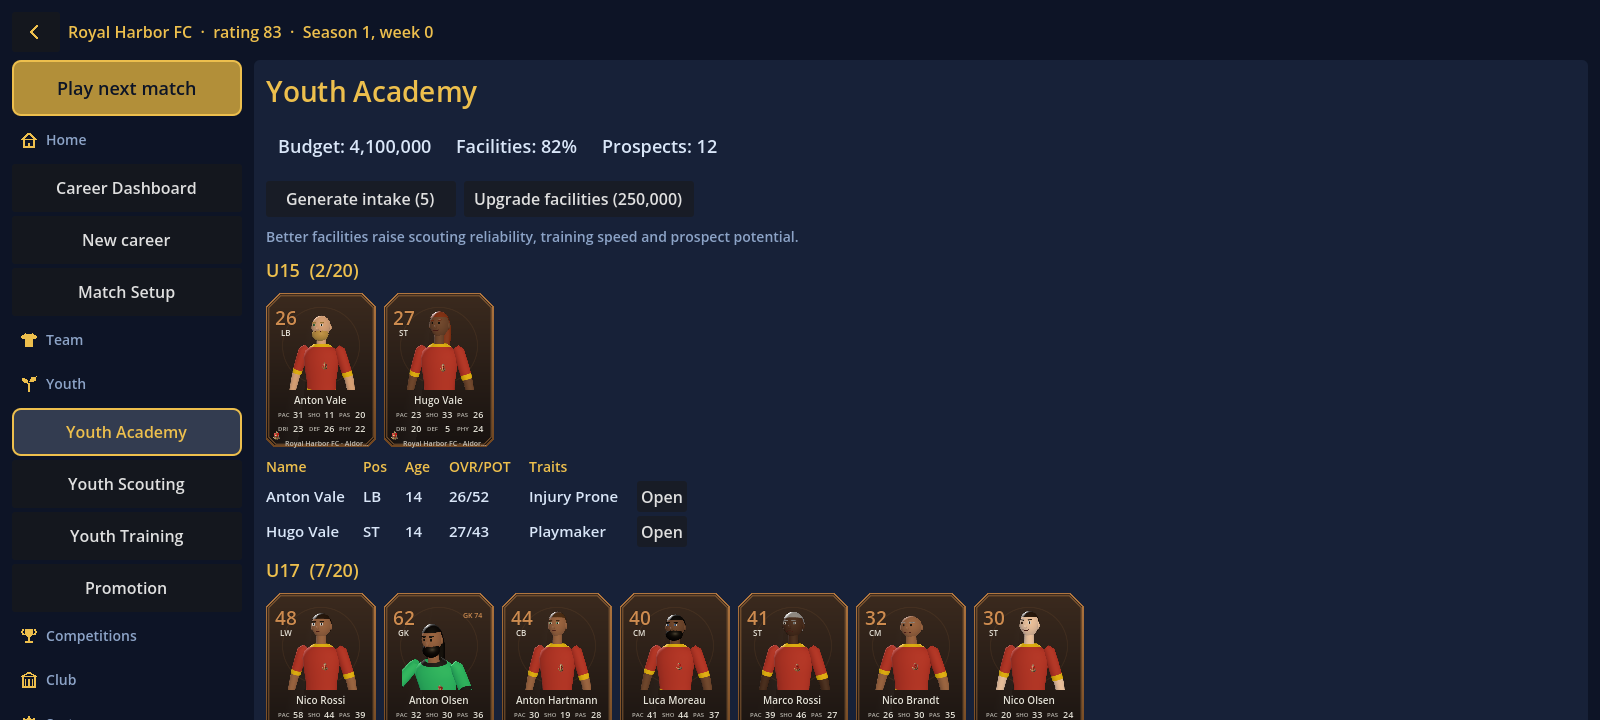 Royal Harbor FC · rating 83 · Season 1, week 0
Play next match
Home
Career Dashboard
New career
Match Setup
Team
Youth
Youth Academy
Youth Scouting
Youth Training
Promotion
Competitions
Club
Youth Academy
Budget: 4,100,000 Facilities: 82% Prospects: 12
Generate intake (5) Upgrade facilities (250,000)
Better facilities raise scouting reliability, training speed and prospect potential.
U15 (2/20)
26
LB
Anton Vale
PAC 31 SHO 11 PAS 20
DRI 23 DEF 26 PHY 22
Royal Harbor FC · Aldor...
27
ST
Hugo Vale
PAC 23 SHO 33 PAS 26
DRI 20 DEF 5 PHY 24
Royal Harbor FC · Aldor...
Name Pos Age OVR/POT Traits
Anton Vale LB 14 26/52 Injury Prone Open
Hugo Vale ST 14 27/43 Playmaker Open
U17 (7/20)
48
LW
Nico Rossi
PAC 58 SHO 44 PAS 39
62
GK
GK 74
Anton Olsen
PAC 32 SHO 30 PAS 36
44
CB
Anton Hartmann
PAC 30 SHO 19 PAS 28
40
CM
Luca Moreau
PAC 41 SHO 44 PAS 37
41
ST
Marco Rossi
PAC 39 SHO 46 PAS 27
32
CM
Nico Brandt
PAC 26 SHO 30 PAS 35
30
ST
Nico Olsen
PAC 20 SHO 33 PAS 24